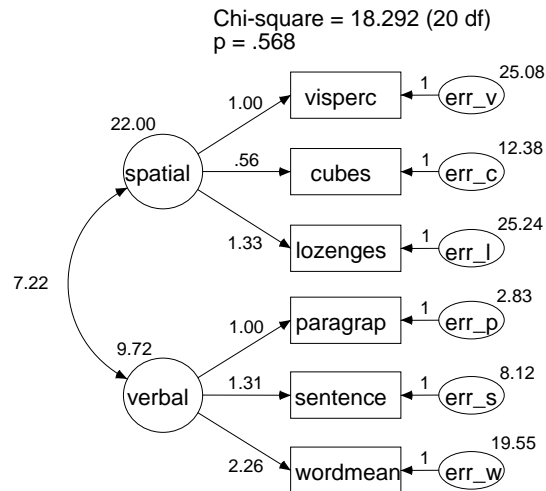 Chi-square = 18.292 (20 df)
p = .568
25.08
1.00
1
visperc
err_v
22.00
12.38
.56
1
spatial
cubes
err_c
25.24
1.33
1
lozenges
err_l
7.22
2.83
1.00
1
paragrap
err_p
9.72
8.12
1.31
1
verbal
sentence
err_s
19.55
2.26
1
wordmean
err_w